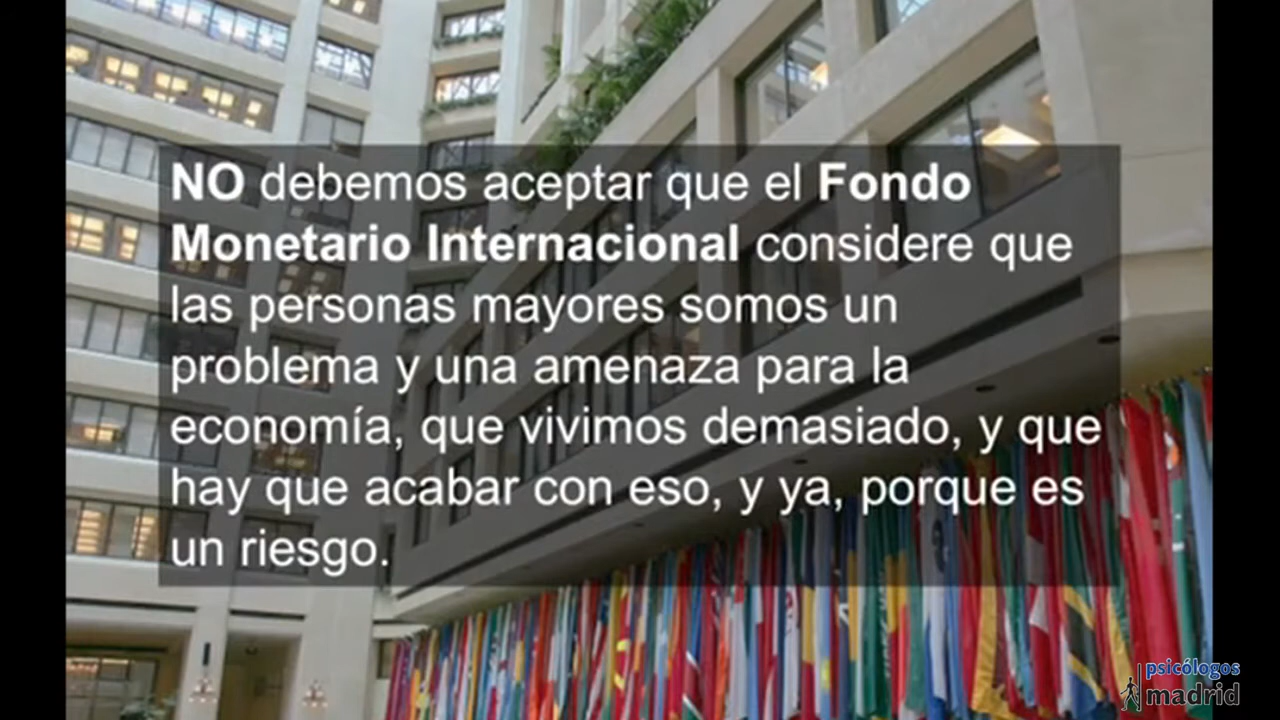 NO debemos aceptar que el Fondo
Monetario Internacional considere que
las personas mayores somos un
problema y una amenaza para la
economía, que vivimos demasiado, y que
hay que acabar con eso, y ya, porque es
un riesgo.
psicólogos
madrid